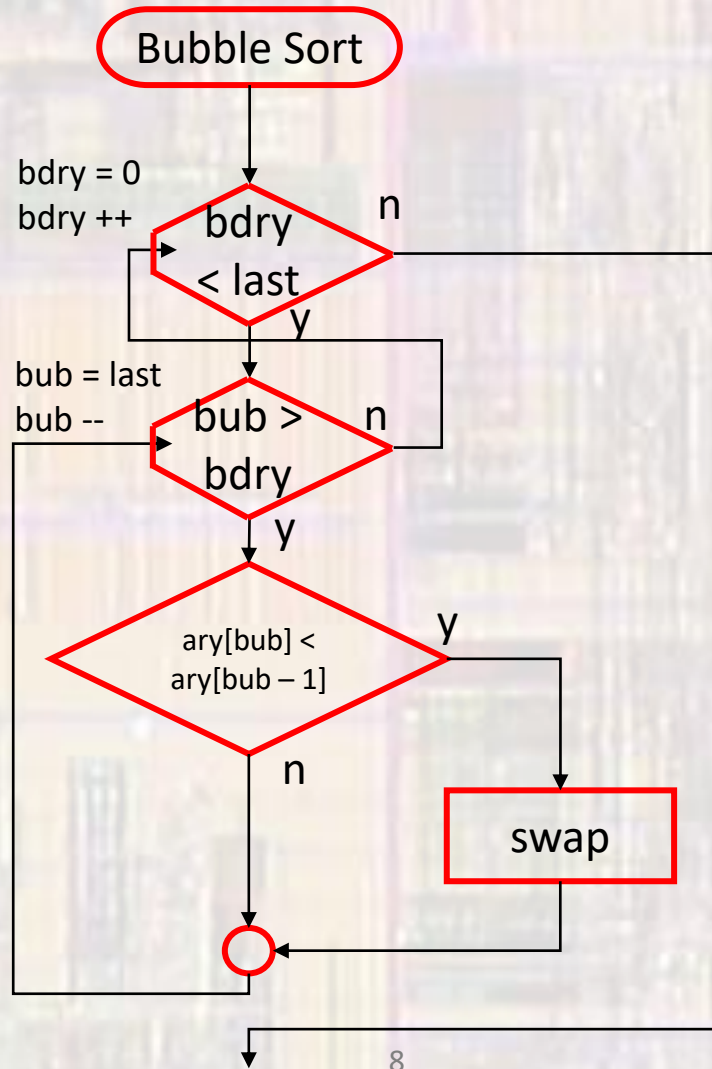 Bubble Sort
bdry = 0
bdry ++
bdry
< last
n
y
bub = last
bub --
bub >
bdry
n
y
ary[bub] <
ary[bub – 1]
y
n
swap
8